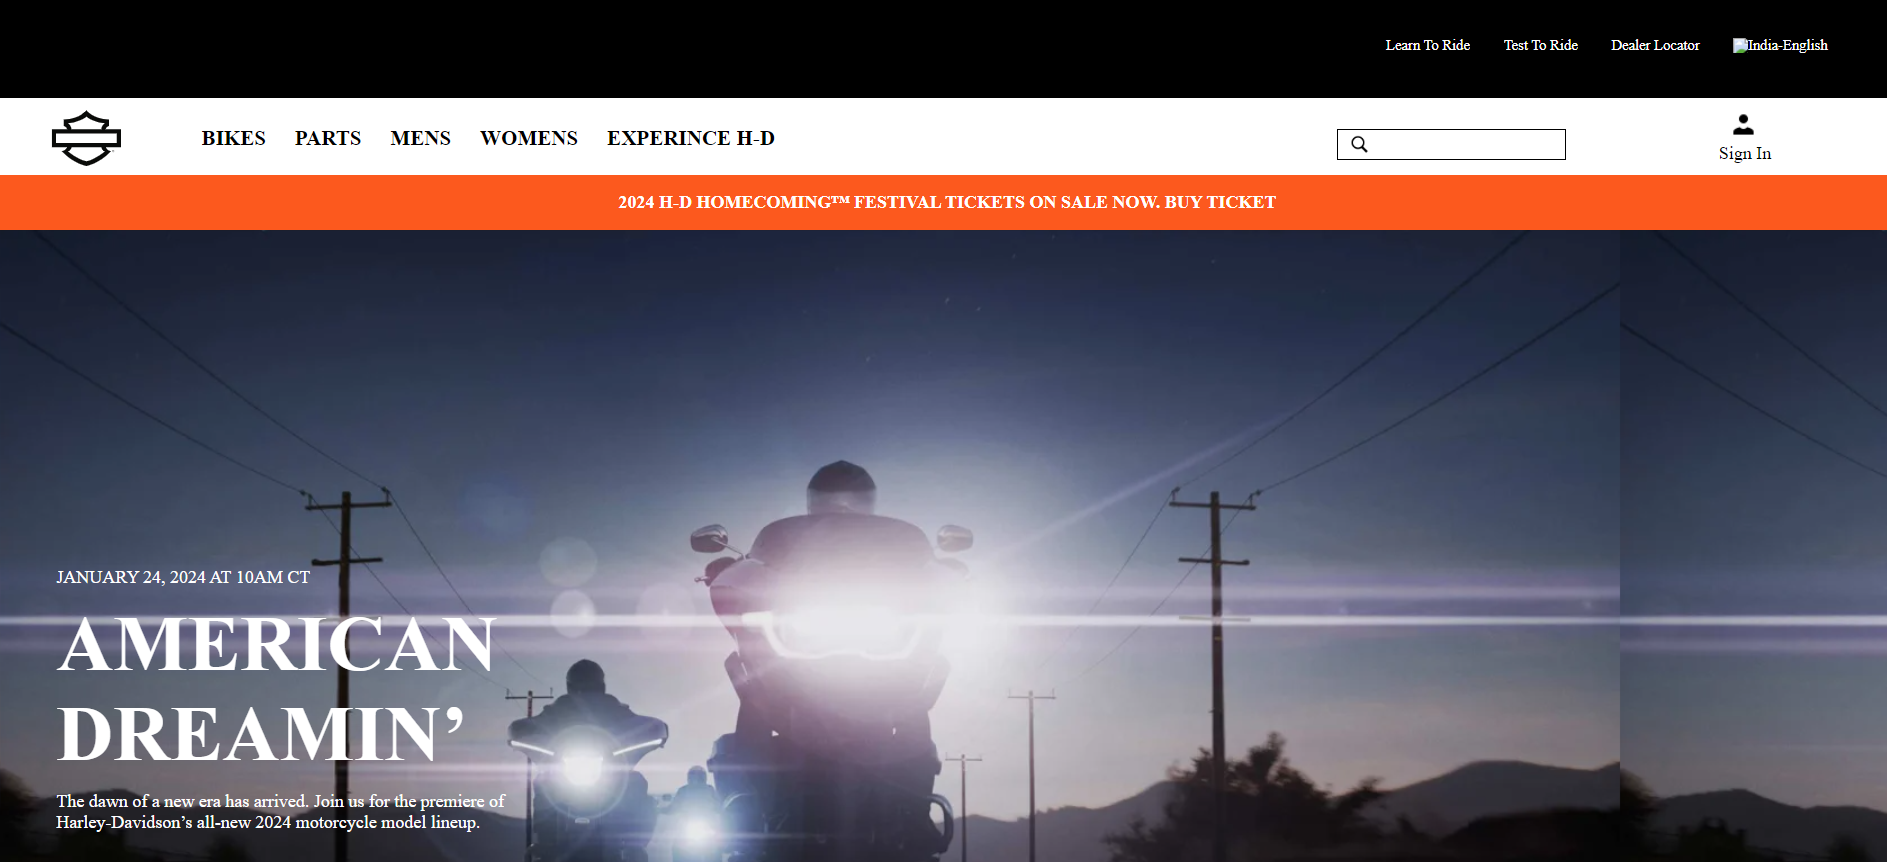 Learn To Ride Test To Ride Dealer Locator India-English
BIKES PARTS MENS WOMENS EXPERINCE H-D
Sign In
2024 H-D HOMECOMING™ FESTIVAL TICKETS ON SALE NOW. BUY TICKET
JANUARY 24, 2024 AT 10AM CT
AMERICAN
DREAMIN’
The dawn of a new era has arrived. Join us for the premiere of
Harley-Davidson’s all-new 2024 motorcycle model lineup.